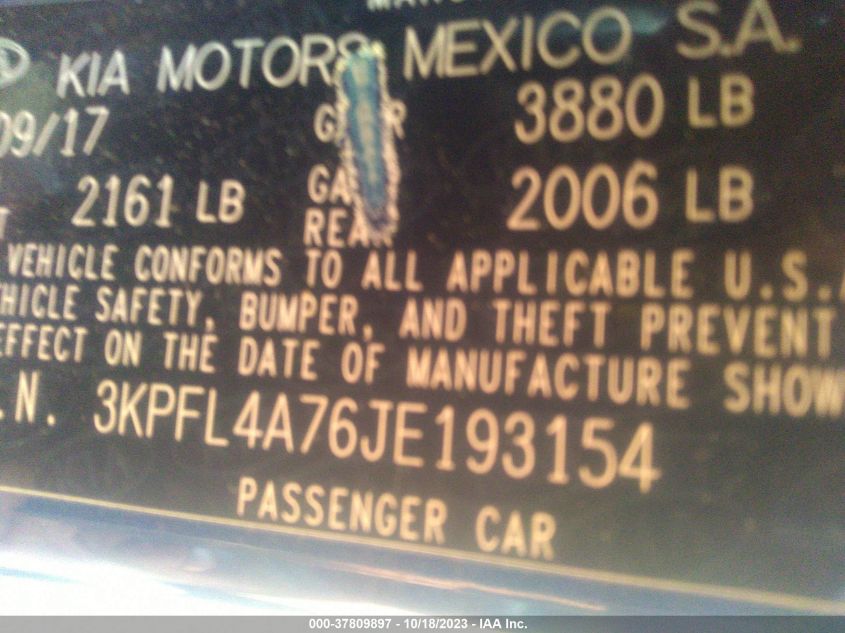 KIA MOTORS MEXICO S.A.
09/17 3880 LB
2161 LB 2006 LB
REAR
VEHICLE CONFORMS TO ALL APPLICABLE U.S.A
VEHICLE SAFETY, BUMPER, AND THEFT PREVENT
EFFECT ON THE DATE OF MANUFACTURE SHOW
.N. 3KPFL4A76JE193154
PASSENGER CAR
000-37809897 - 10/18/2023 - IAA Inc.